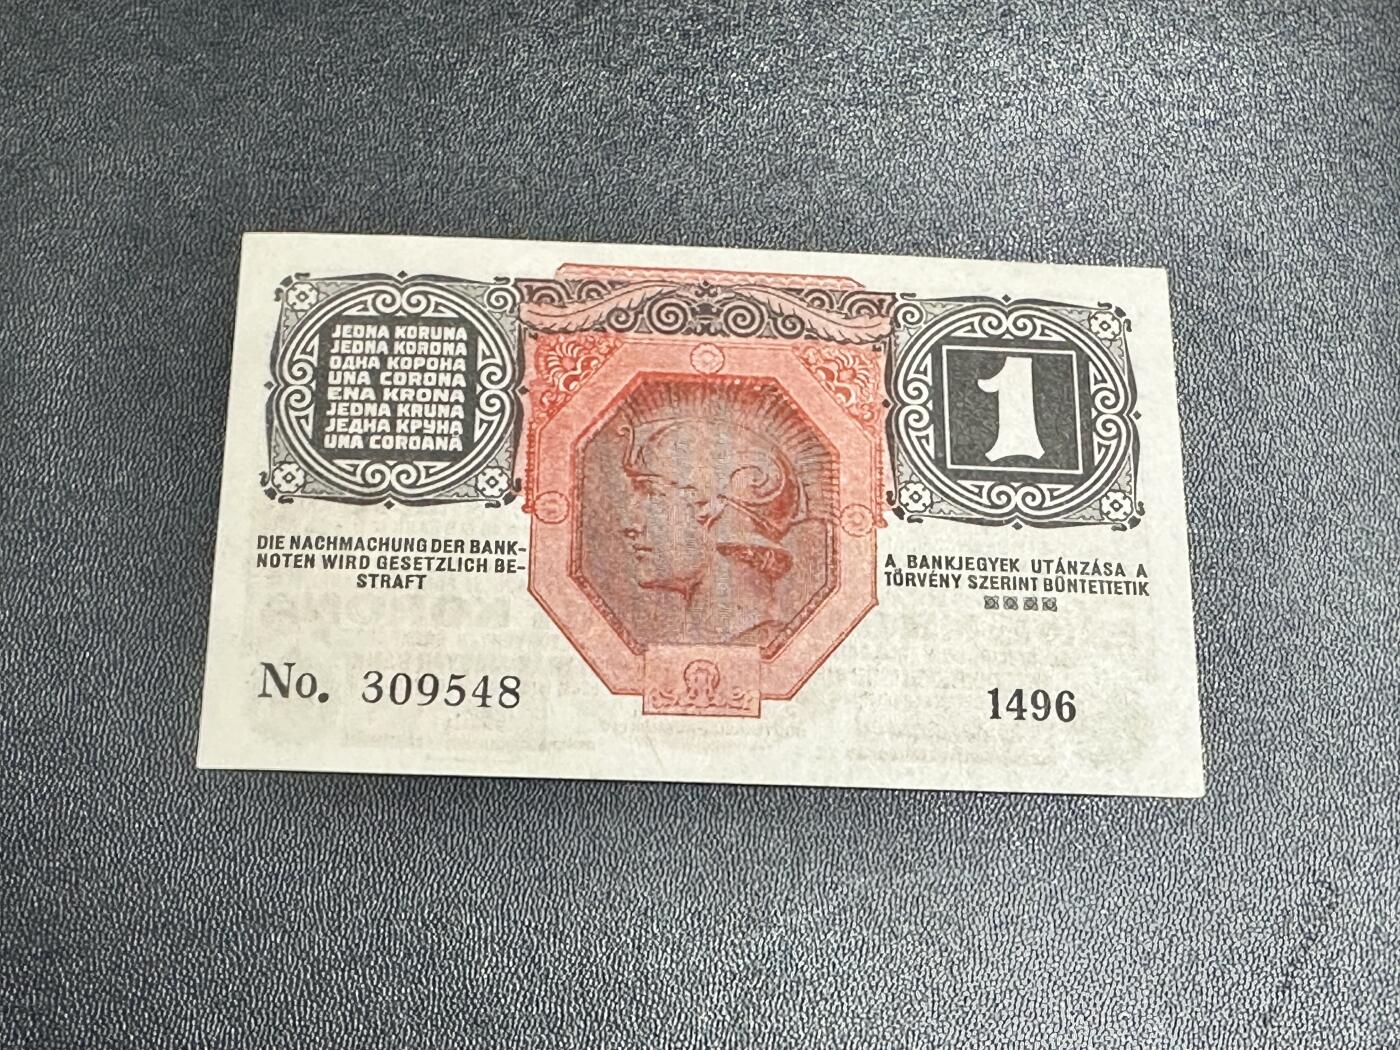 JEDNA KORUNA
JEDNA KORONA
ОДНА КОРОНА
UNA CORONA
ENA KRONA
JEDNA KRUNA
ЈЕДНА КРУНА
UNA COROANĂ
1
DIE NACHMACHUNG DER BANK-
NOTEN WIRD GESETZLICH BE-
STRAFT
A BANKJEGYEK UTÁNZÁSA A
TÖRVÉNY SZERINT BÜNTETTETIK
No. 309548
1496